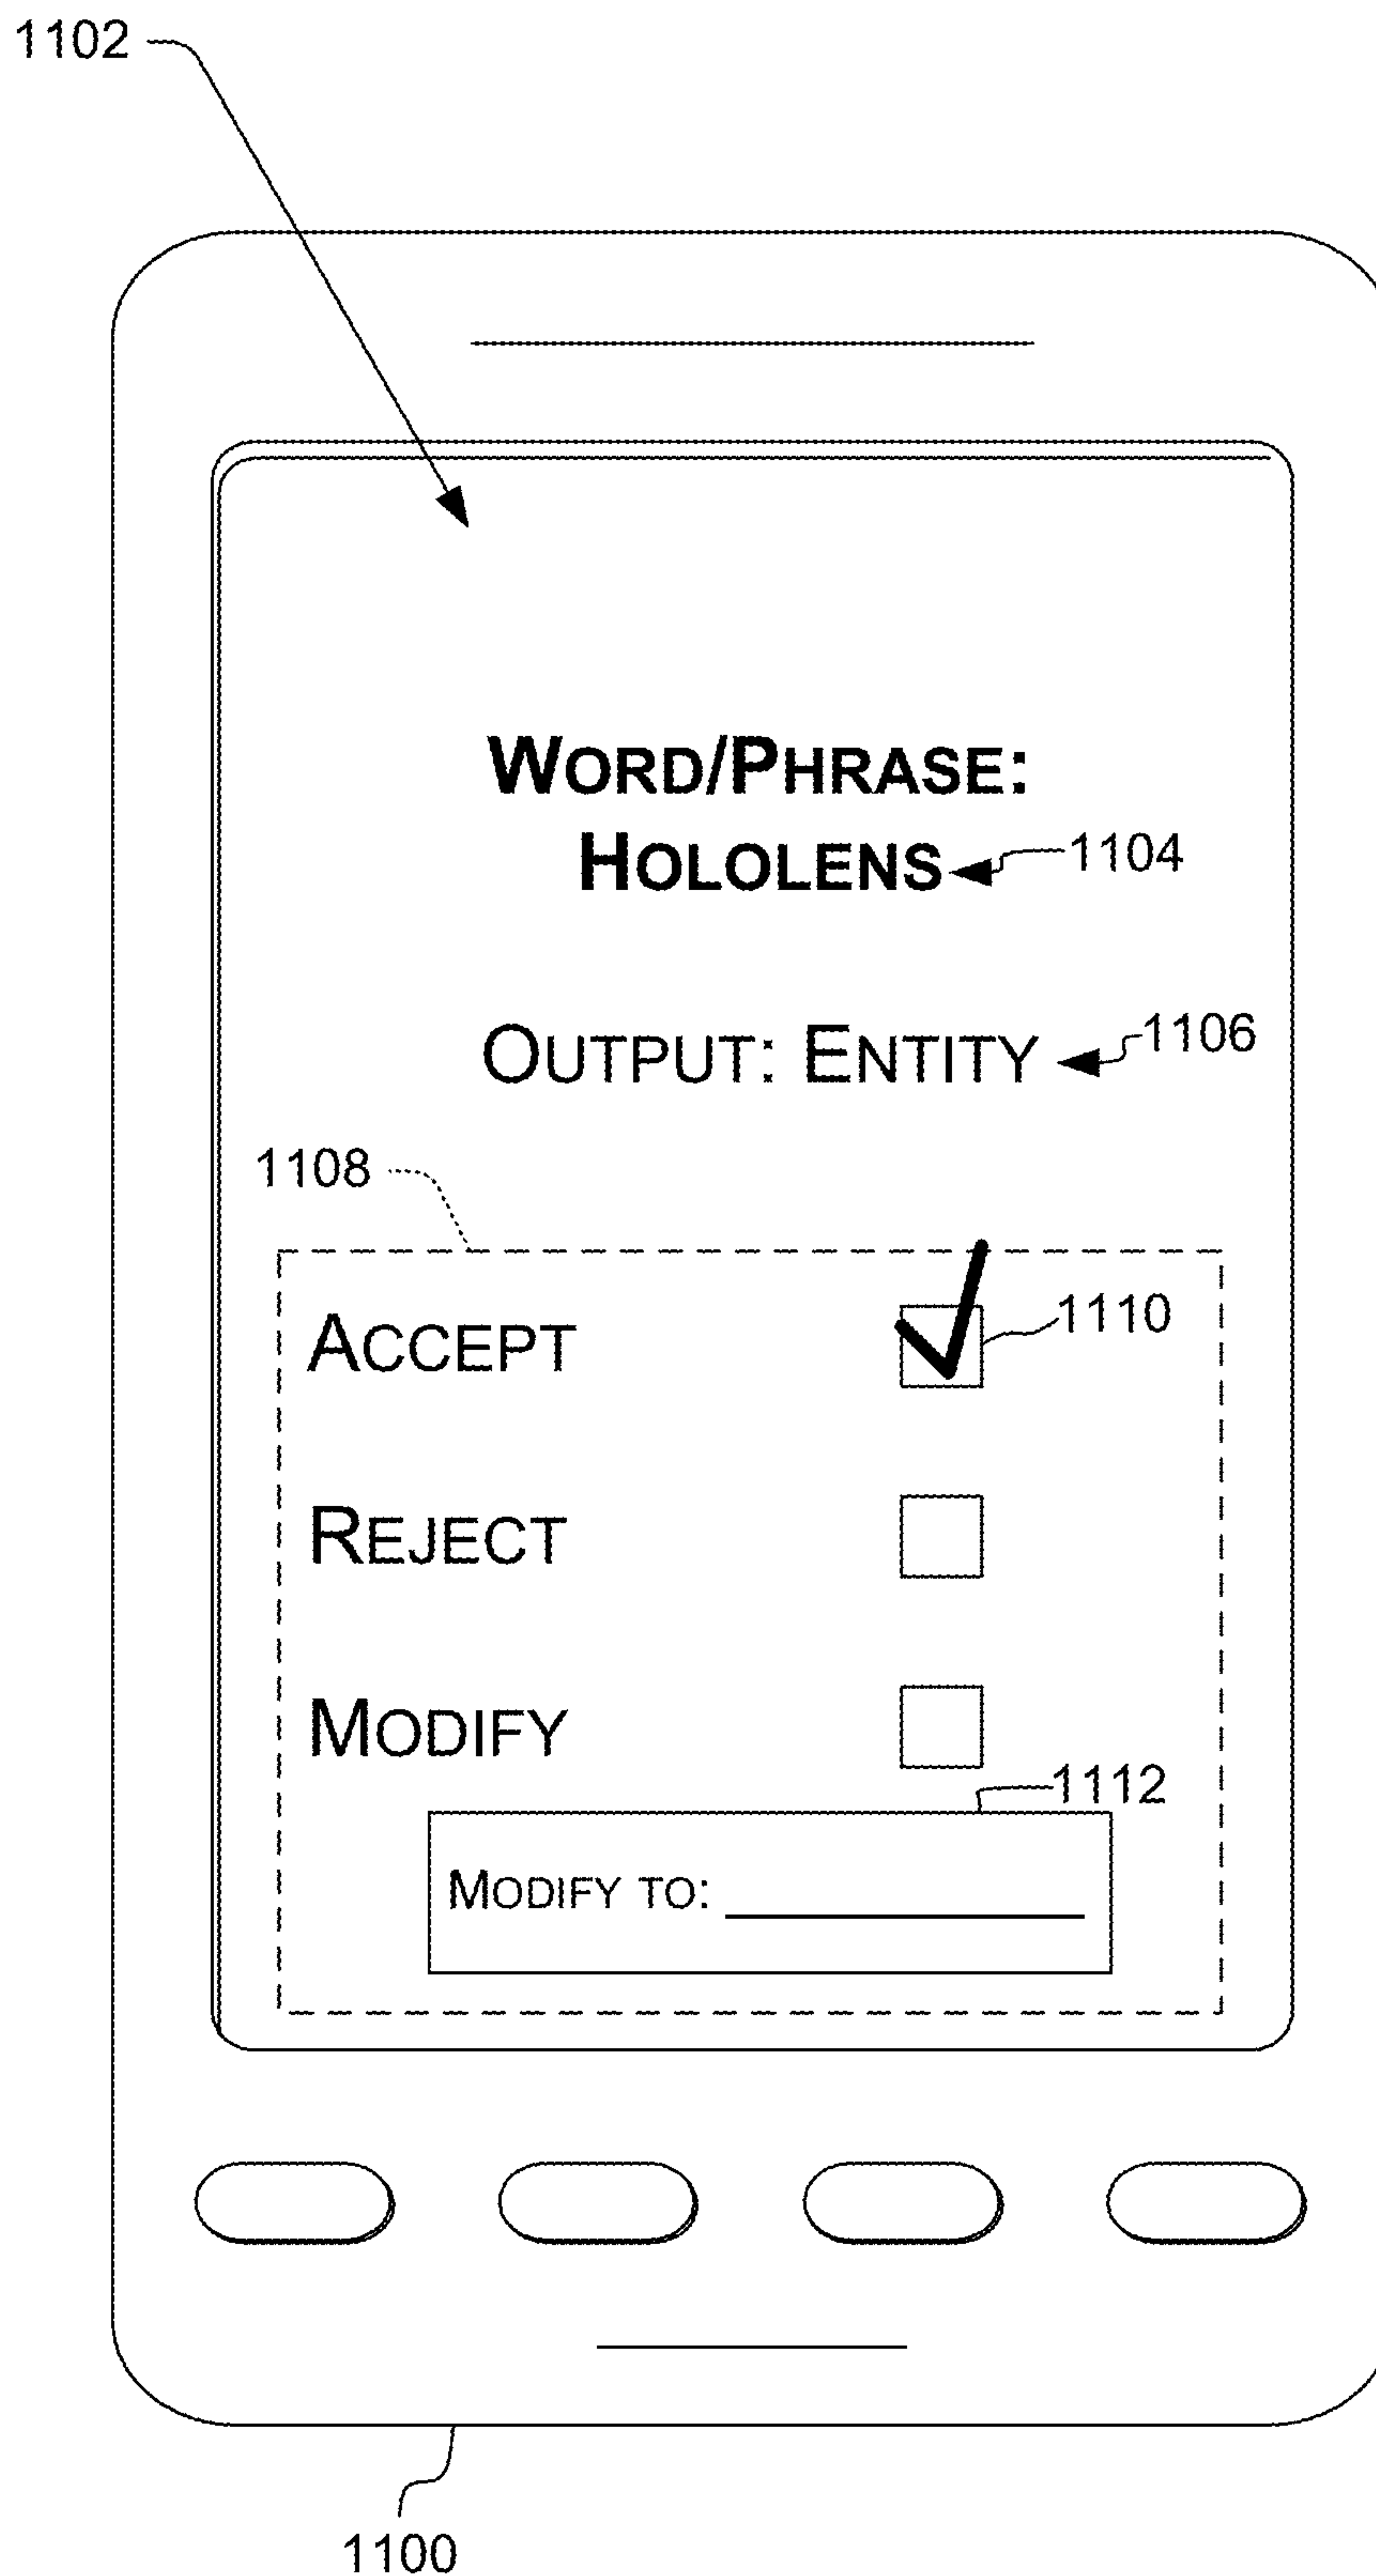 1102
WORD/PHRASE:
HOLOLENS 1104
OUTPUT: ENTITY 1106
1108
ACCEPT 1110
REJECT
MODIFY
1112
MODIFY TO:
1100